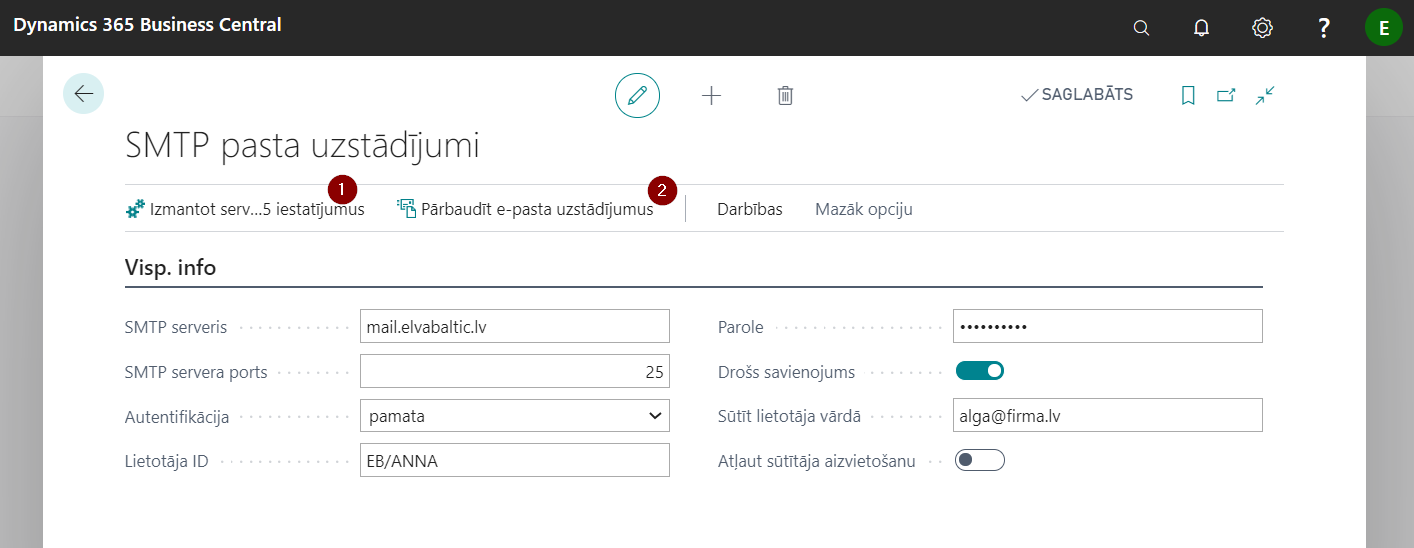 Dynamics 365 Business Central
?
E
SAGLABĀTS
SMTP pasta uzstādījumi
1
2
Izmantot serv...5 iestatījumus
Pārbaudīt e-pasta uzstādījumus
Darbības
Mazāk opciju
Visp. info
SMTP serveris
mail.elvabaltic.lv
SMTP servera ports
25
Autentifikācija
pamata
Lietotāja ID
EB/ANNA
Parole
••••••••••
Drošs savienojums
Sūtīt lietotāja vārdā
alga@firma.lv
Atļaut sūtītāja aizvietošanu